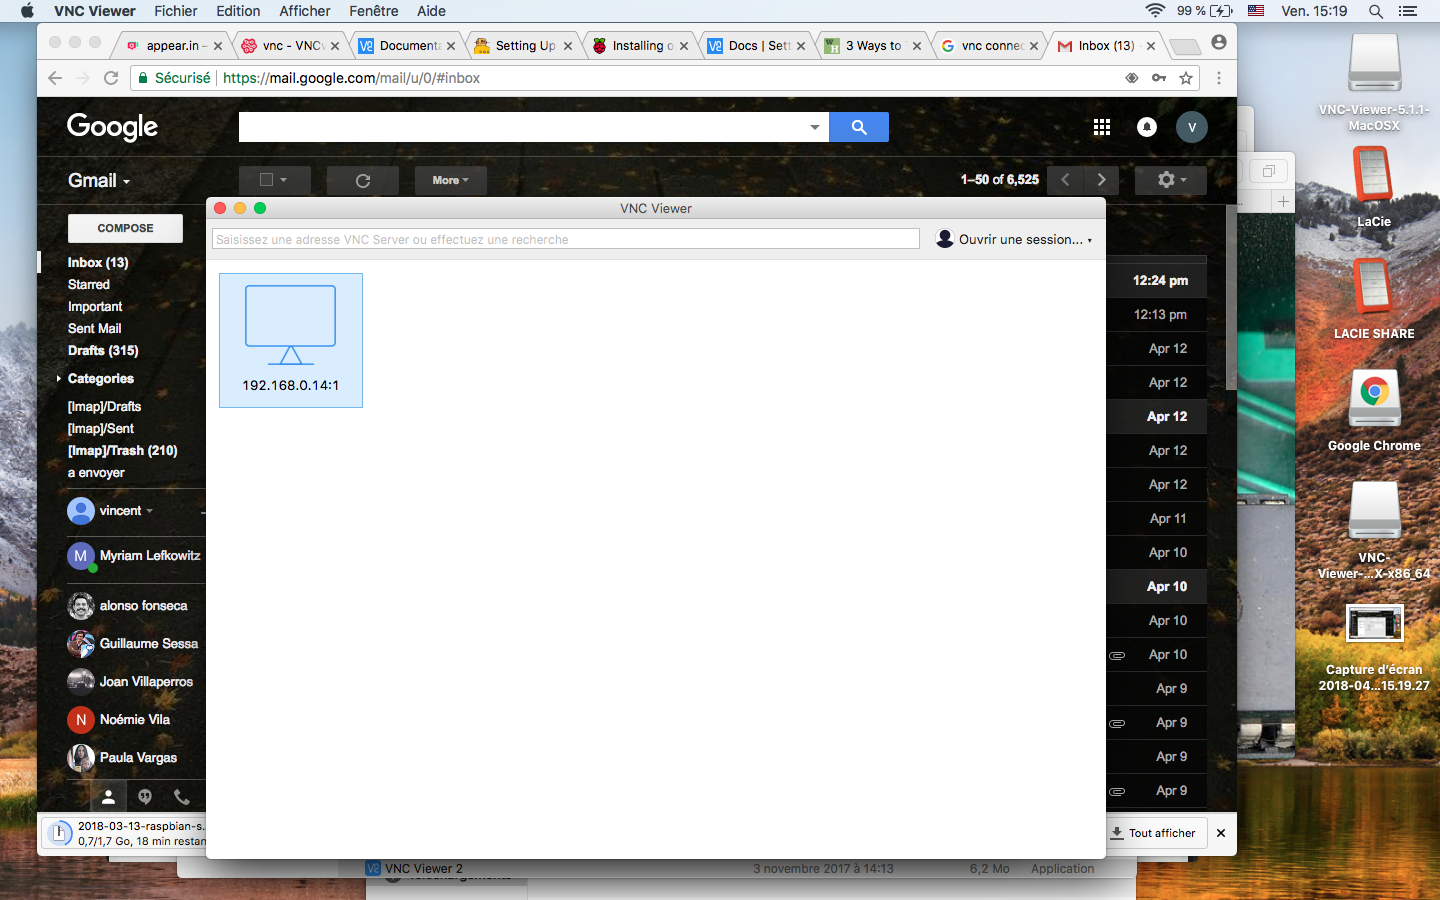 VNC Viewer Fichier Edition Afficher Fenêtre Aide 99 % Ven. 15:19
appear.in – vnc - VNCv Documenta Setting Up Installing o Docs | Sett 3 Ways to vnc connec Inbox (13) -
Sécurisé https://mail.google.com/mail/u/0/#inbox
Google
V
Gmail
More
1–50 of 6,525
COMPOSE
Inbox (13)
Starred
Important
Sent Mail
Drafts (315)
Categories
[Imap]/Drafts
[Imap]/Sent
[Imap]/Trash (210)
a envoyer
vincent
M Myriam Lefkowitz
alonso fonseca
Guillaume Sessa
Joan Villaperros
N Noémie Vila
Paula Vargas
2018-03-13-raspbian-s...
0,7/1,7 Go, 18 min restan
VNC Viewer
Saisissez une adresse VNC Server ou effectuez une recherche
Ouvrir une session...
192.168.0.14:1
12:24 pm
12:13 pm
Apr 12
Apr 12
Apr 12
Apr 12
Apr 12
Apr 11
Apr 10
Apr 10
Apr 10
Apr 10
Apr 9
Apr 9
Apr 9
Apr 9
Tout afficher
VNC Viewer 2 3 novembre 2017 à 14:13 6,2 Mo Application
VNC-Viewer-5.1.1-
MacOSX
LaCie
LACIE SHARE
Google Chrome
VNC-
Viewer-...X-x86_64
Capture d'écran
2018-04...15.19.27